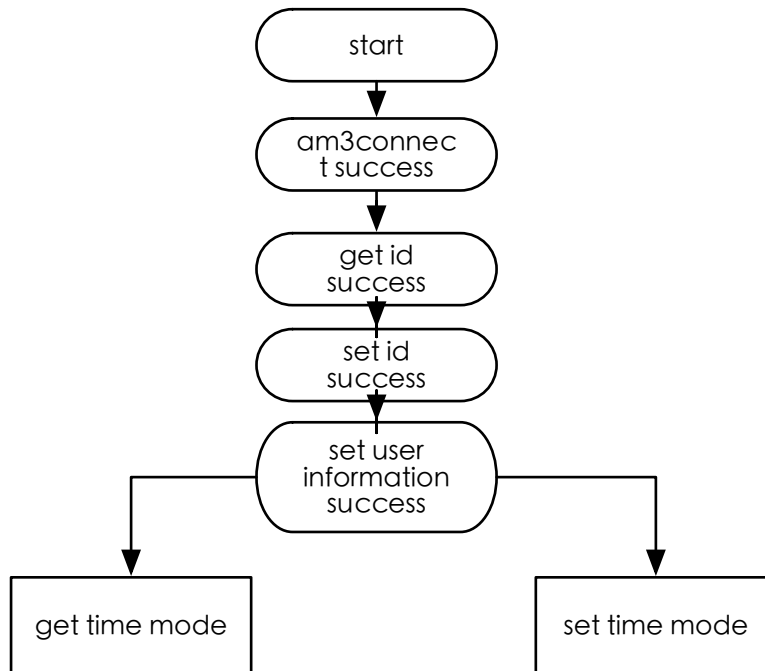 start
am3connec
t success
get id
success
set id
success
set user
information
success
get time mode
set time mode